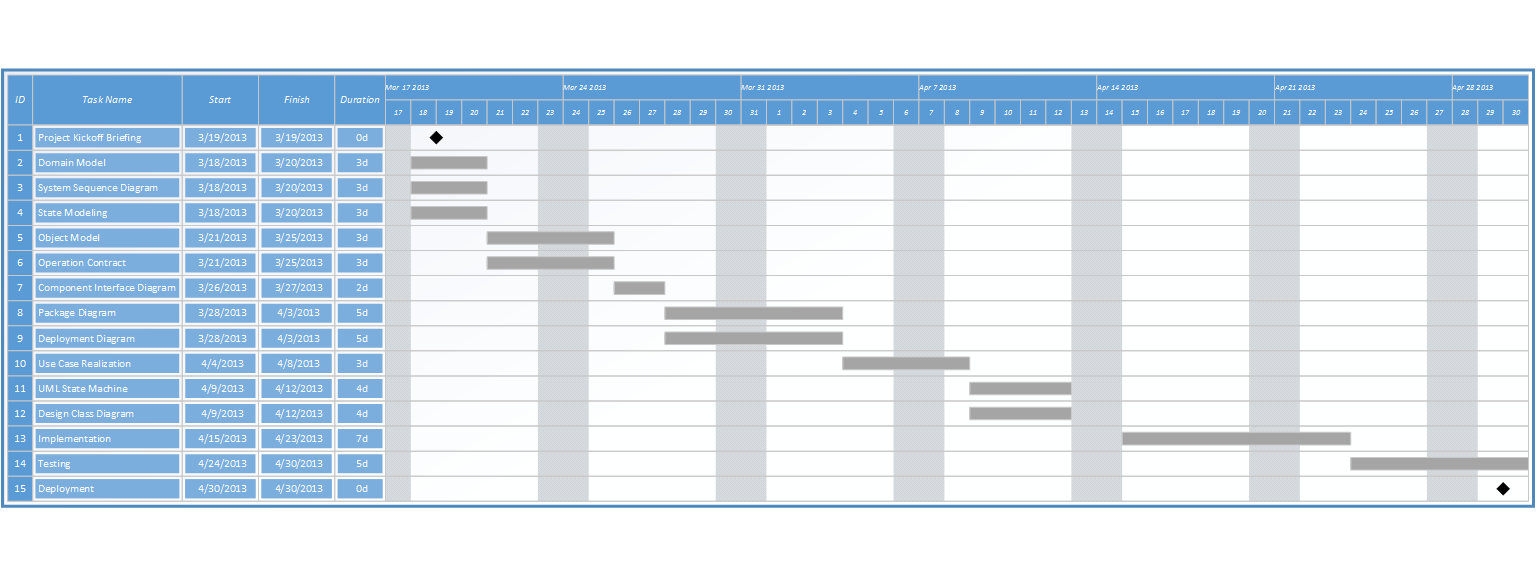 ID Task Name Start Finish Duration
Mar 17 2013 Mar 24 2013 Mar 31 2013 Apr 7 2013 Apr 14 2013 Apr 21 2013 Apr 28 2013
17 18 19 20 21 22 23 24 25 26 27 28 29 30 31 1 2 3 4 5 6 7 8 9 10 11 12 13 14 15 16 17 18 19 20 21 22 23 24 25 26 27 28 29 30
1 Project Kickoff Briefing 3/19/2013 3/19/2013 0d
2 Domain Model 3/18/2013 3/20/2013 3d
3 System Sequence Diagram 3/18/2013 3/20/2013 3d
4 State Modeling 3/18/2013 3/20/2013 3d
5 Object Model 3/21/2013 3/25/2013 3d
6 Operation Contract 3/21/2013 3/25/2013 3d
7 Component Interface Diagram 3/26/2013 3/27/2013 2d
8 Package Diagram 3/28/2013 4/3/2013 5d
9 Deployment Diagram 3/28/2013 4/3/2013 5d
10 Use Case Realization 4/4/2013 4/8/2013 3d
11 UML State Machine 4/9/2013 4/12/2013 4d
12 Design Class Diagram 4/9/2013 4/12/2013 4d
13 Implementation 4/15/2013 4/23/2013 7d
14 Testing 4/24/2013 4/30/2013 5d
15 Deployment 4/30/2013 4/30/2013 0d